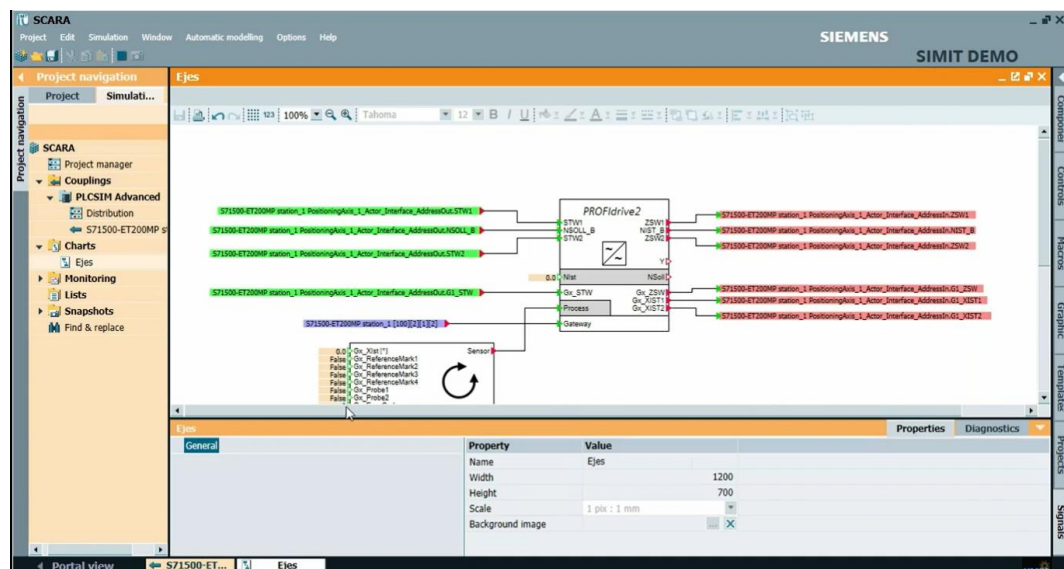 SCARA
Project Edit Simulation Window Automatic modelling Options Help
SIEMENS
SIMIT DEMO
Project navigation
Project Simulati...
Project navigation
SCARA
Project manager
Couplings
PLCSIM Advanced
Distribution
S71500-ET200MP s
Charts
Ejes
Monitoring
Lists
Snapshots
Find & replace
Ejes
123 100% Tahoma 12 B I U A
PROFIdrive2
S71500-ET200MP station_1 PositioningAxis_1_Actor_Interface_AddressOut.STW1
STW1 ZSW1
S71500-ET200MP station_1 PositioningAxis_1_Actor_Interface_AddressIn.ZSW1
S71500-ET200MP station_1 PositioningAxis_1_Actor_Interface_AddressOut.NSOLL_B
NSOLL_B NIST_B
S71500-ET200MP station_1 PositioningAxis_1_Actor_Interface_AddressIn.NIST_B
STW2 ZSW2
S71500-ET200MP station_1 PositioningAxis_1_Actor_Interface_AddressIn.ZSW2
S71500-ET200MP station_1 PositioningAxis_1_Actor_Interface_AddressOut.STW2
Y
0.0 NIst NSoll
S71500-ET200MP station_1 PositioningAxis_1_Actor_Interface_AddressOut.G1_STW
Gx_STW Gx_ZSW
S71500-ET200MP station_1 PositioningAxis_1_Actor_Interface_AddressIn.G1_ZSW
Gx_XIST1
S71500-ET200MP station_1 PositioningAxis_1_Actor_Interface_AddressIn.G1_XIST1
Process Gx_XIST2
S71500-ET200MP station_1 PositioningAxis_1_Actor_Interface_AddressIn.G1_XIST2
S71500-ET200MP station_1 [100][2][1][2]
Gateway
0.0 Gx_XIst [°] Sensor
False Gx_ReferenceMark1
False Gx_ReferenceMark2
False Gx_ReferenceMark3
False Gx_ReferenceMark4
False Gx_Probe1
False Gx_Probe2
Componer
Controls
Macros
Graphic
Templates
Projects
Signals
Ejes
Properties Diagnostics
General
Property Value
Name Ejes
Width 1200
Height 700
Scale 1 pix : 1 mm
Background image ...
Portal view S71500-ET... Ejes